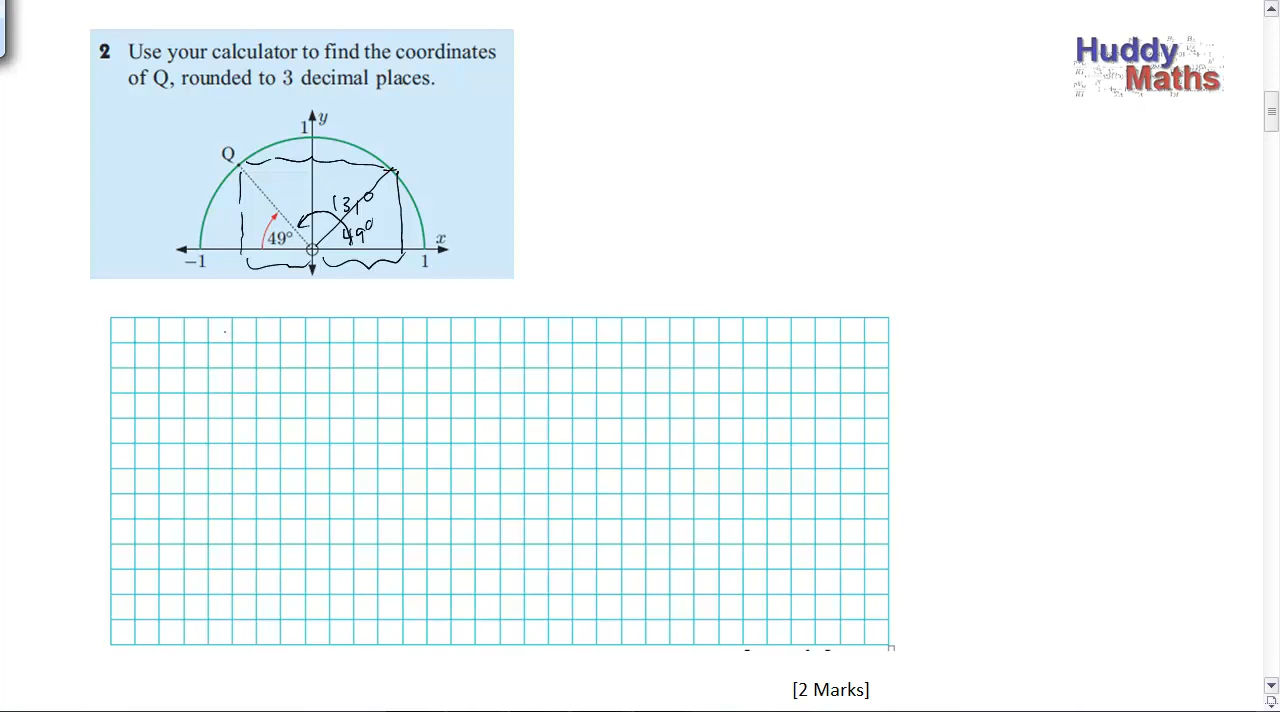 2 Use your calculator to find the coordinates
of Q, rounded to 3 decimal places.
Huddy
Maths
y
1
Q
131°
49°
49°
x
−1
1
[2 Marks]